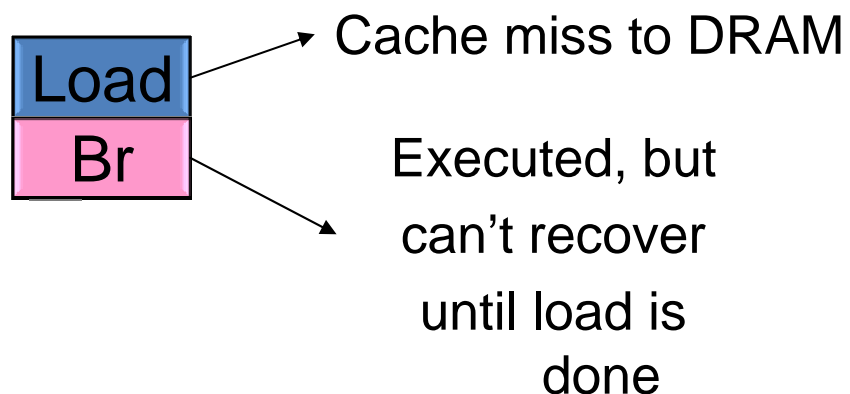 Load
Cache miss to DRAM
Br
Executed, but
can’t recover
until load is
done